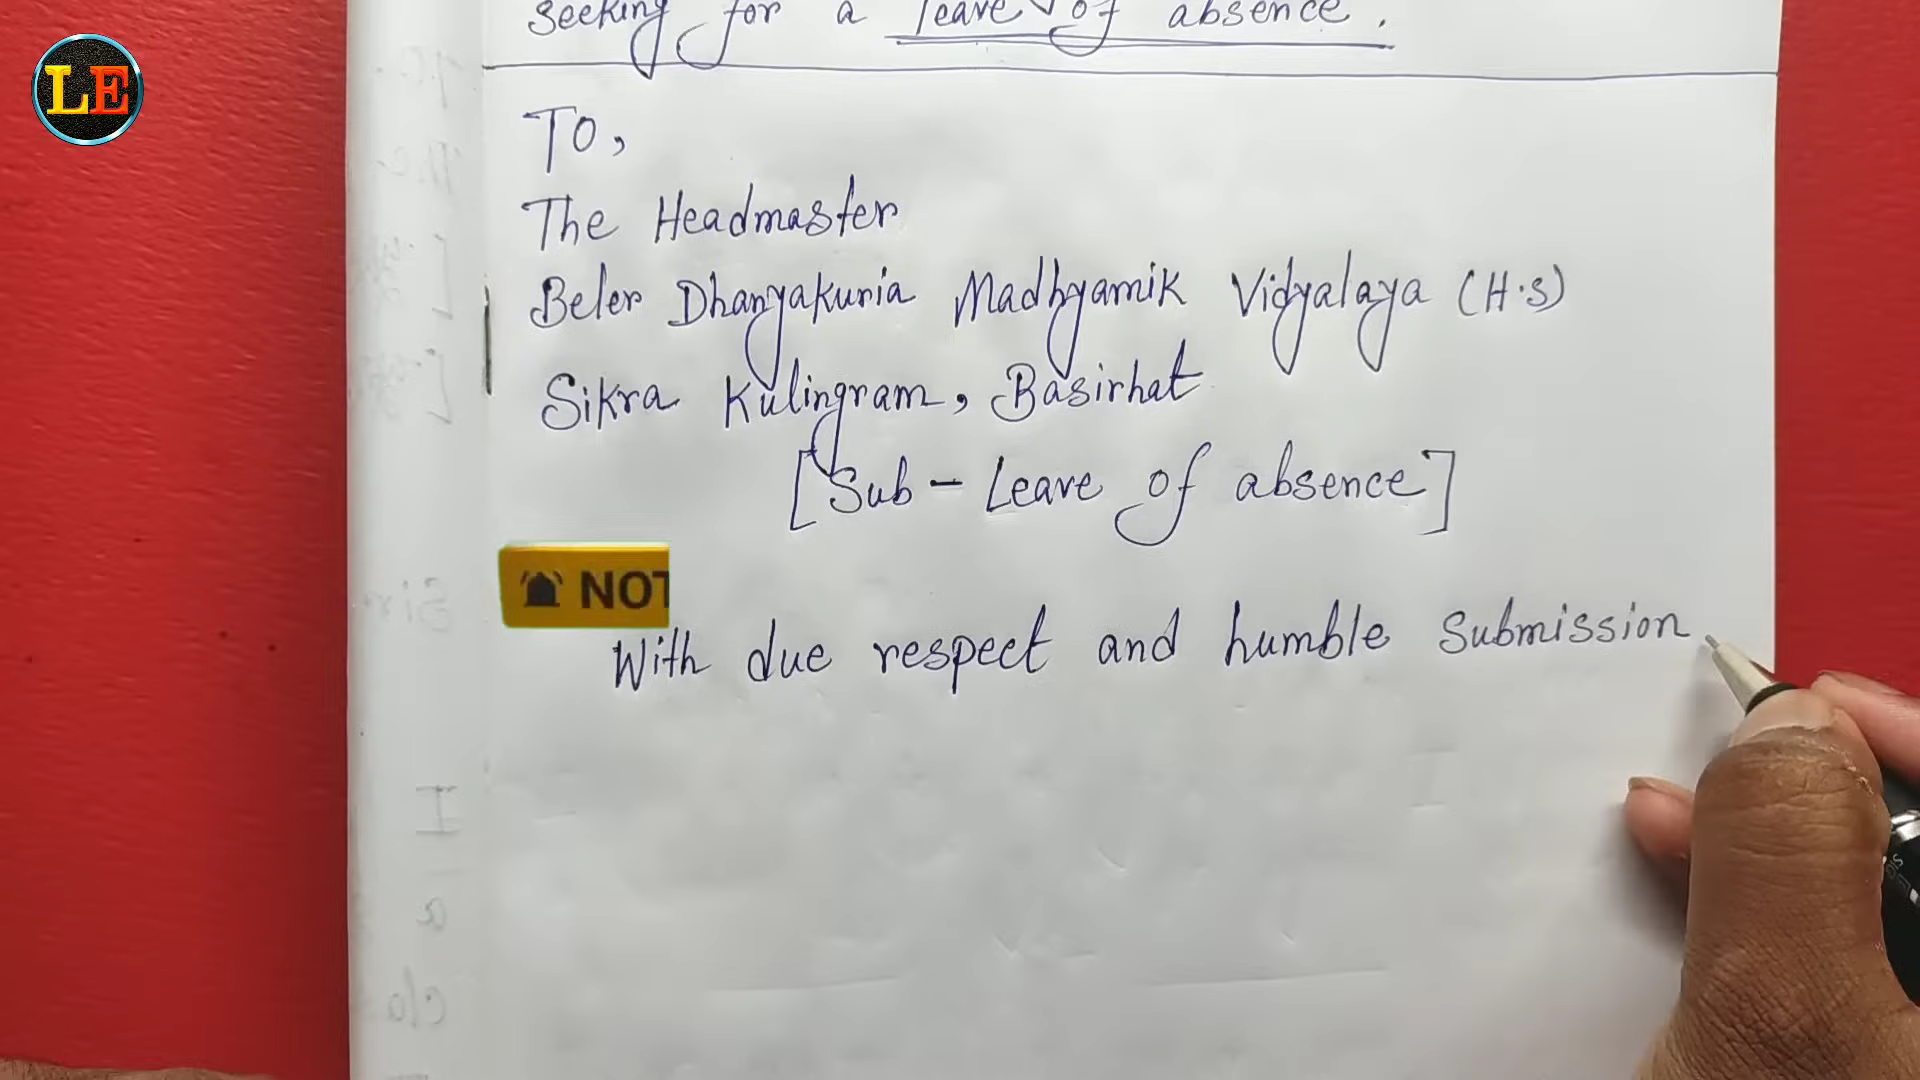 LE
seeking for a leave of absence.
To,
The Headmaster
Beler Dhanyakuria Madhyamik Vidyalaya (H.S)
Sikra Kulingram, Basirhat
[Sub - Leave of absence]
NOT
With due respect and humble submission